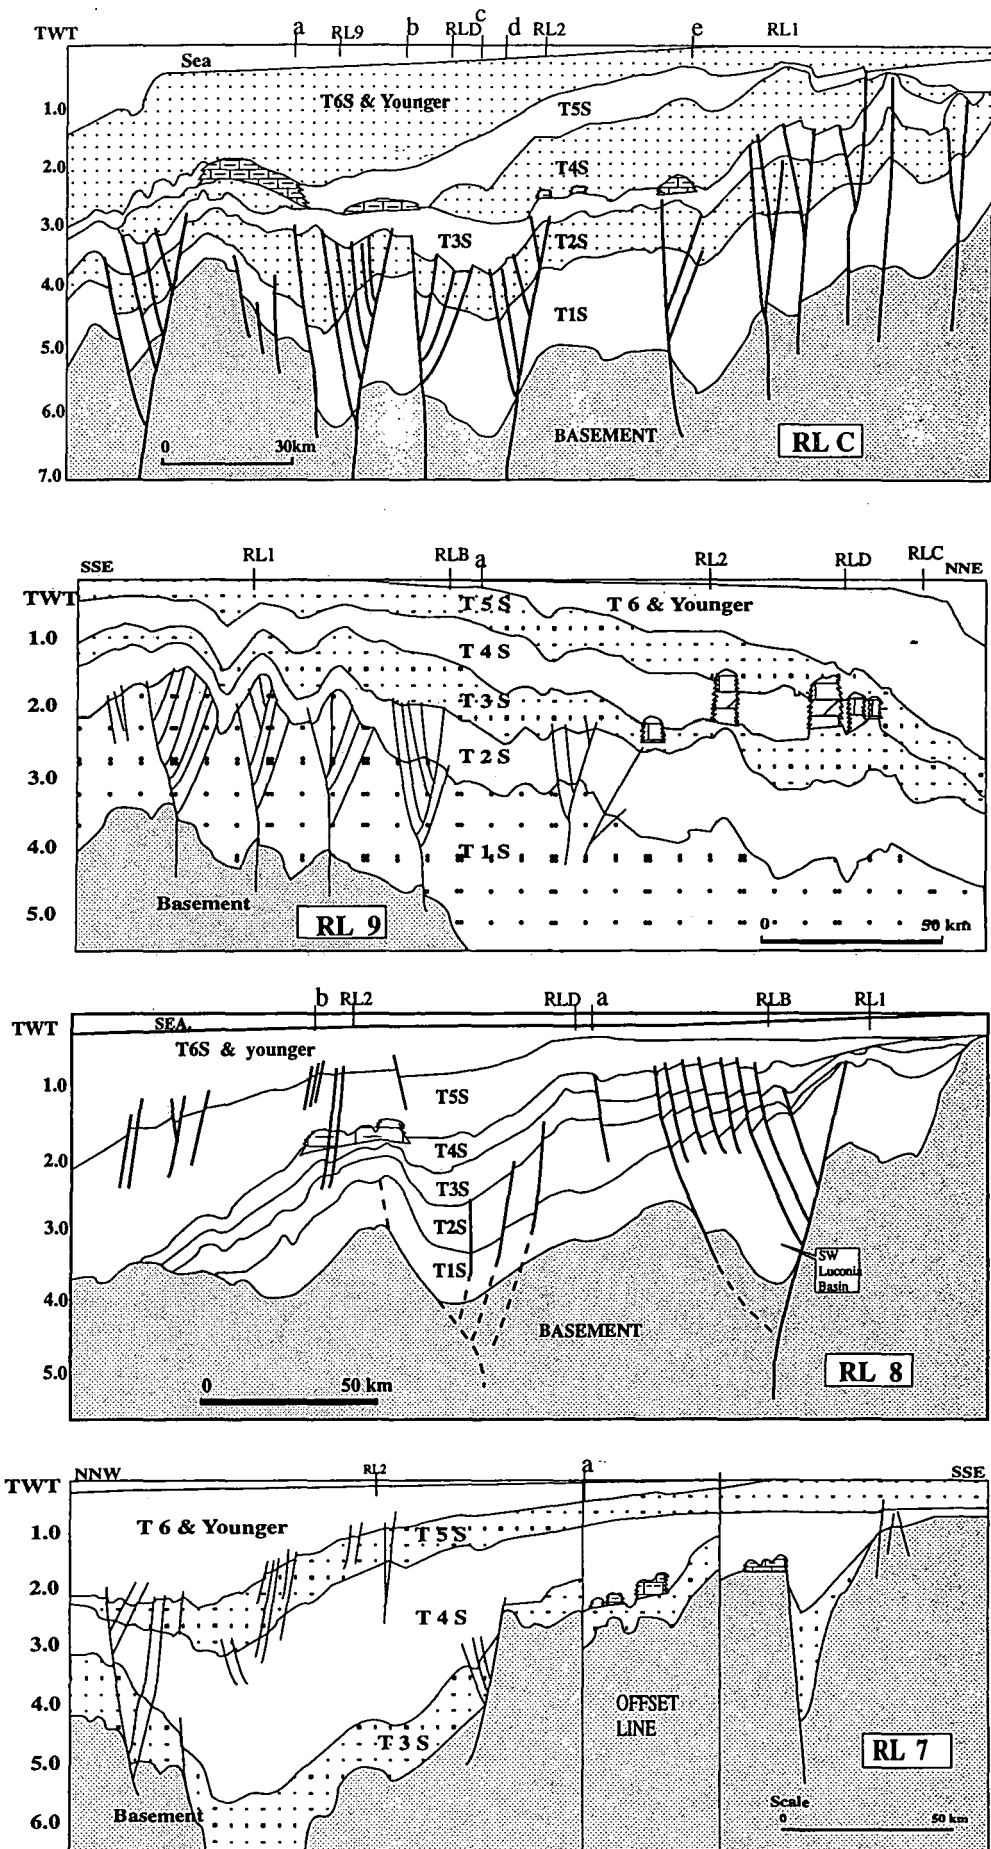 TWT a RL9 b RLD c d RL2 e RL1
Sea
T6S & Younger
T5S
1.0
2.0
T4S
3.0
T3S T2S
4.0
T1S
5.0
6.0
BASEMENT
RL C
0 30km
7.0
SSE RL1 RLB a RL2 RLD RLC NNE
TWT
T 5 S T 6 & Younger
1.0
T 4 S
2.0
T 3 S
T 2 S
3.0
4.0
T 1 S
Basement
5.0
RL 9
0 50 km
b RL2 RLD a RLB RL1
TWT
SEA.
T6S & younger
1.0
T5S
T4S
2.0
T3S
3.0
T2S
T1S
SW
Luconia
Basin
4.0
BASEMENT
5.0
RL 8
0 50 km
TWT NNW RL2 a SSE
T 6 & Younger T 5 S
1.0
2.0
T 4 S
3.0
4.0
OFFSET
LINE
T 3 S
RL 7
5.0
Basement
6.0
Scale
0 50 km